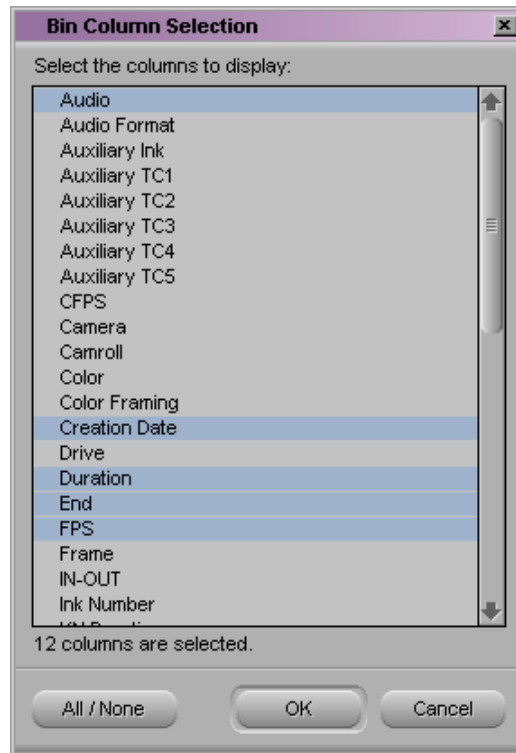 Bin Column Selection
Select the columns to display:
Audio
Audio Format
Auxiliary Ink
Auxiliary TC1
Auxiliary TC2
Auxiliary TC3
Auxiliary TC4
Auxiliary TC5
CFPS
Camera
Camroll
Color
Color Framing
Creation Date
Drive
Duration
End
FPS
Frame
IN-OUT
Ink Number
12 columns are selected.
All / None OK Cancel